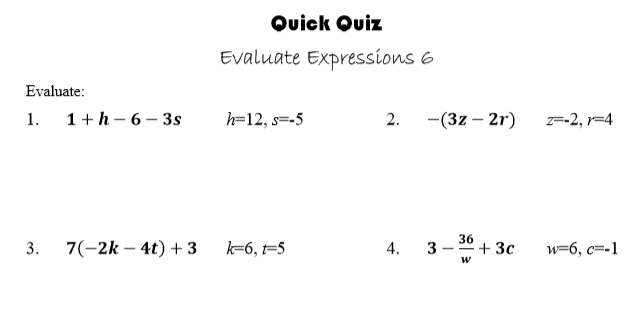 Quick Quiz
Evaluate Expressions 6
Evaluate:
1. 1 + h − 6 − 3s h=12, s=-5 2. −(3z − 2r) z=-2, r=4
3. 7(−2k − 4t) + 3 k=6, t=5 4. 3 − 36/w + 3c w=6, c=-1